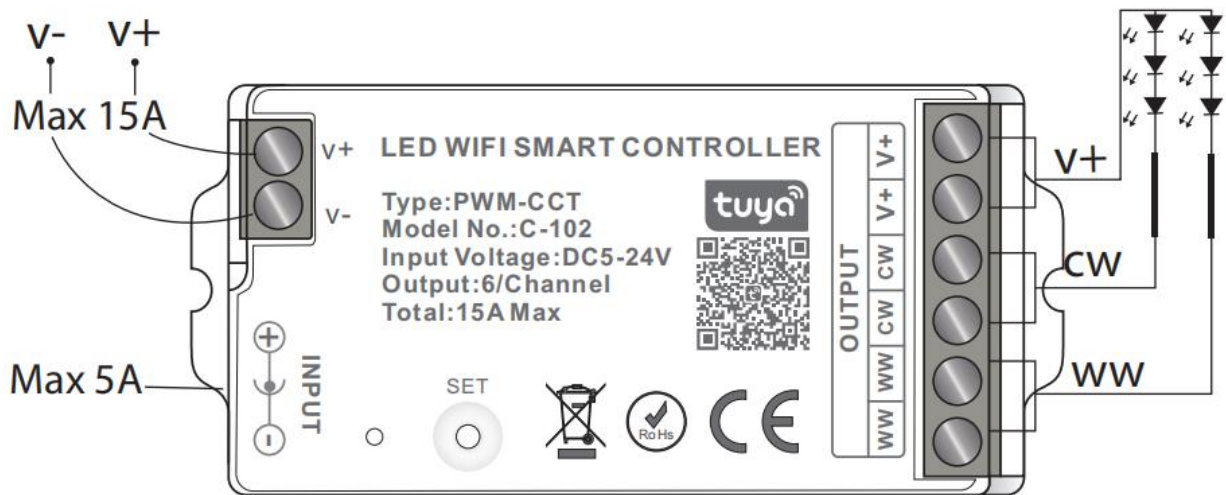 v- v+
Max 15A
v+
v-
LED WIFI SMART CONTROLLER
Type:PWM-CCT
Model No.:C-102
Input Voltage:DC5-24V
Output:6/Channel
Total:15A Max
tuya
Max 5A
+
-
INPUT
SET
RoHs
CE
OUTPUT
V+
V+
CW
CW
WW
WW
v+
CW
WW